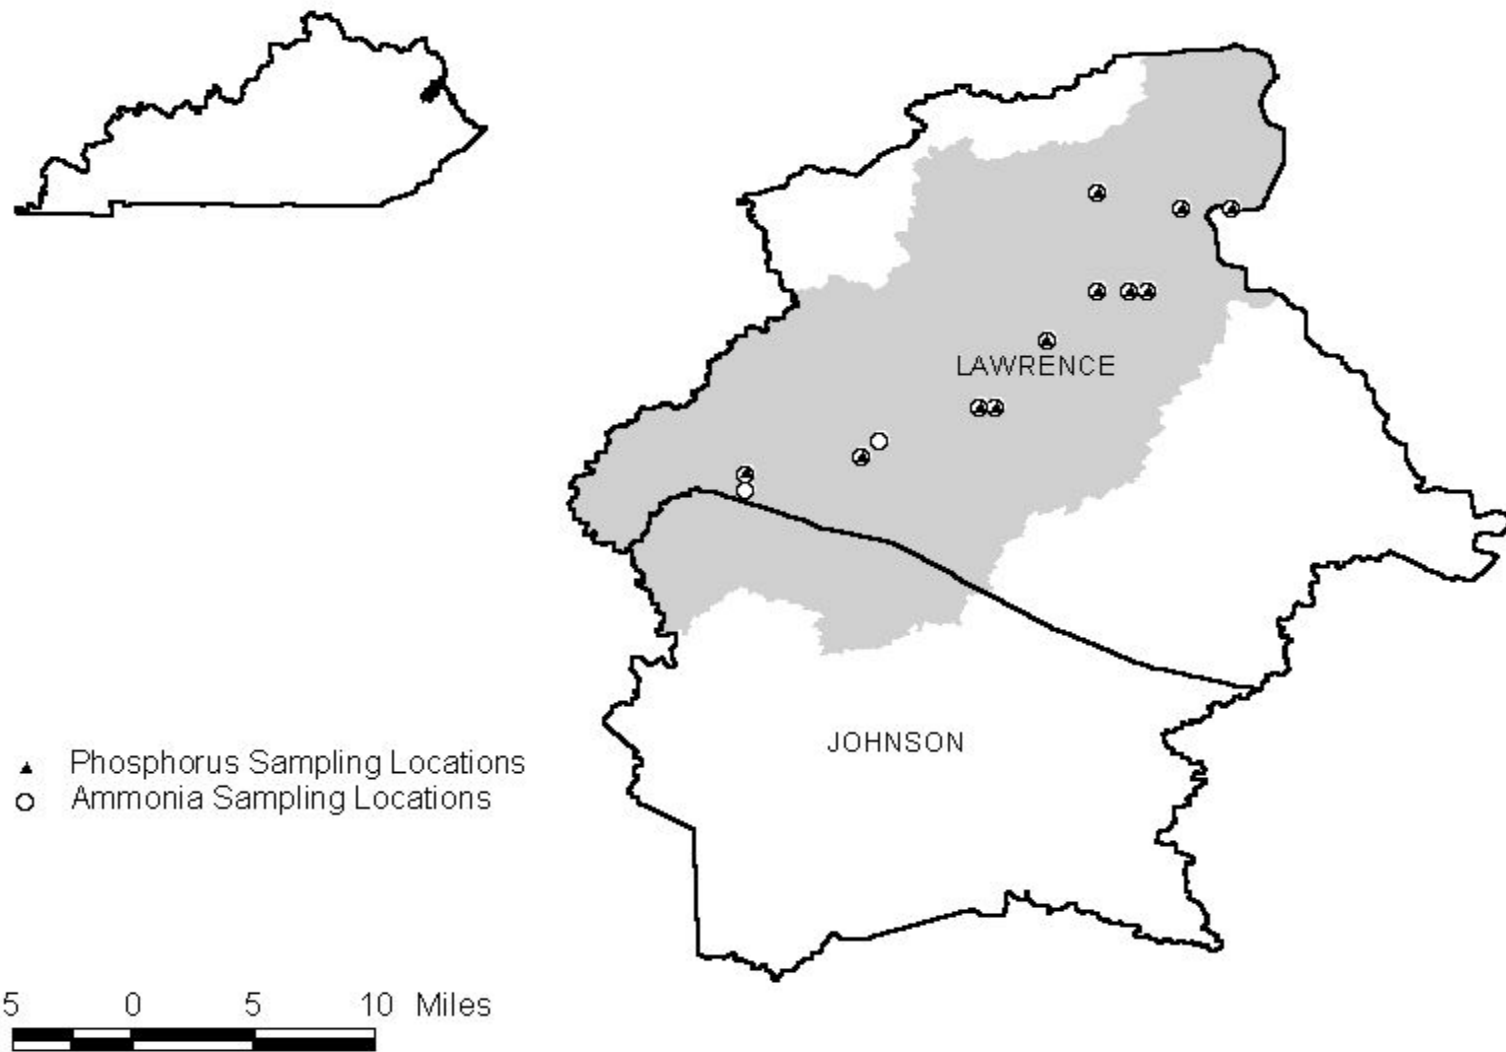 LAWRENCE
JOHNSON
Phosphorus Sampling Locations
Ammonia Sampling Locations
5 0 5 10 Miles